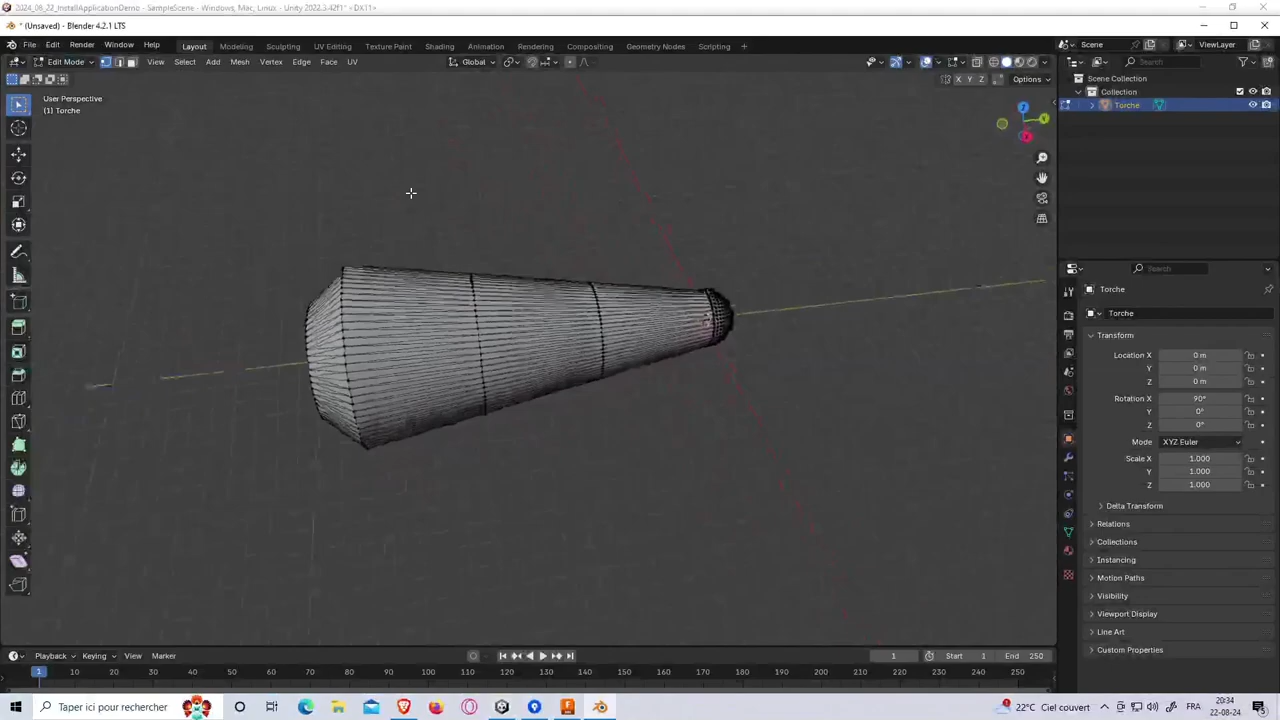 2024_08_22_InstallApplicationDemo - SampleScene - Windows, Mac, Linux - Unity 2022.3.42f1* <DX11>
* (Unsaved) - Blender 4.2.1 LTS
File Edit Render Window Help Layout Modeling Sculpting UV Editing Texture Paint Shading Animation Rendering Compositing Geometry Nodes Scripting + Scene ViewLayer
Edit Mode View Select Add Mesh Vertex Edge Face UV Global Search
X Y Z Options
Scene Collection
Collection
Torche
User Perspective
(1) Torche
Z
Y
X
Search
Torche
Torche
Transform
Location X 0 m
Y 0 m
Z 0 m
Rotation X 90°
Y 0°
Z 0°
Mode XYZ Euler
Scale X 1.000
Y 1.000
Z 1.000
Delta Transform
Relations
Collections
Instancing
Motion Paths
Visibility
Viewport Display
Line Art
Custom Properties
Playback Keying View Marker 1 Start 1 End 250
1 10 20 30 40 50 60 70 80 90 100 110 120 130 140 150 160 170 180 190 200 210 220 230 240 250
Taper ici pour rechercher 22°C Ciel couvert 20:34
22-08-24